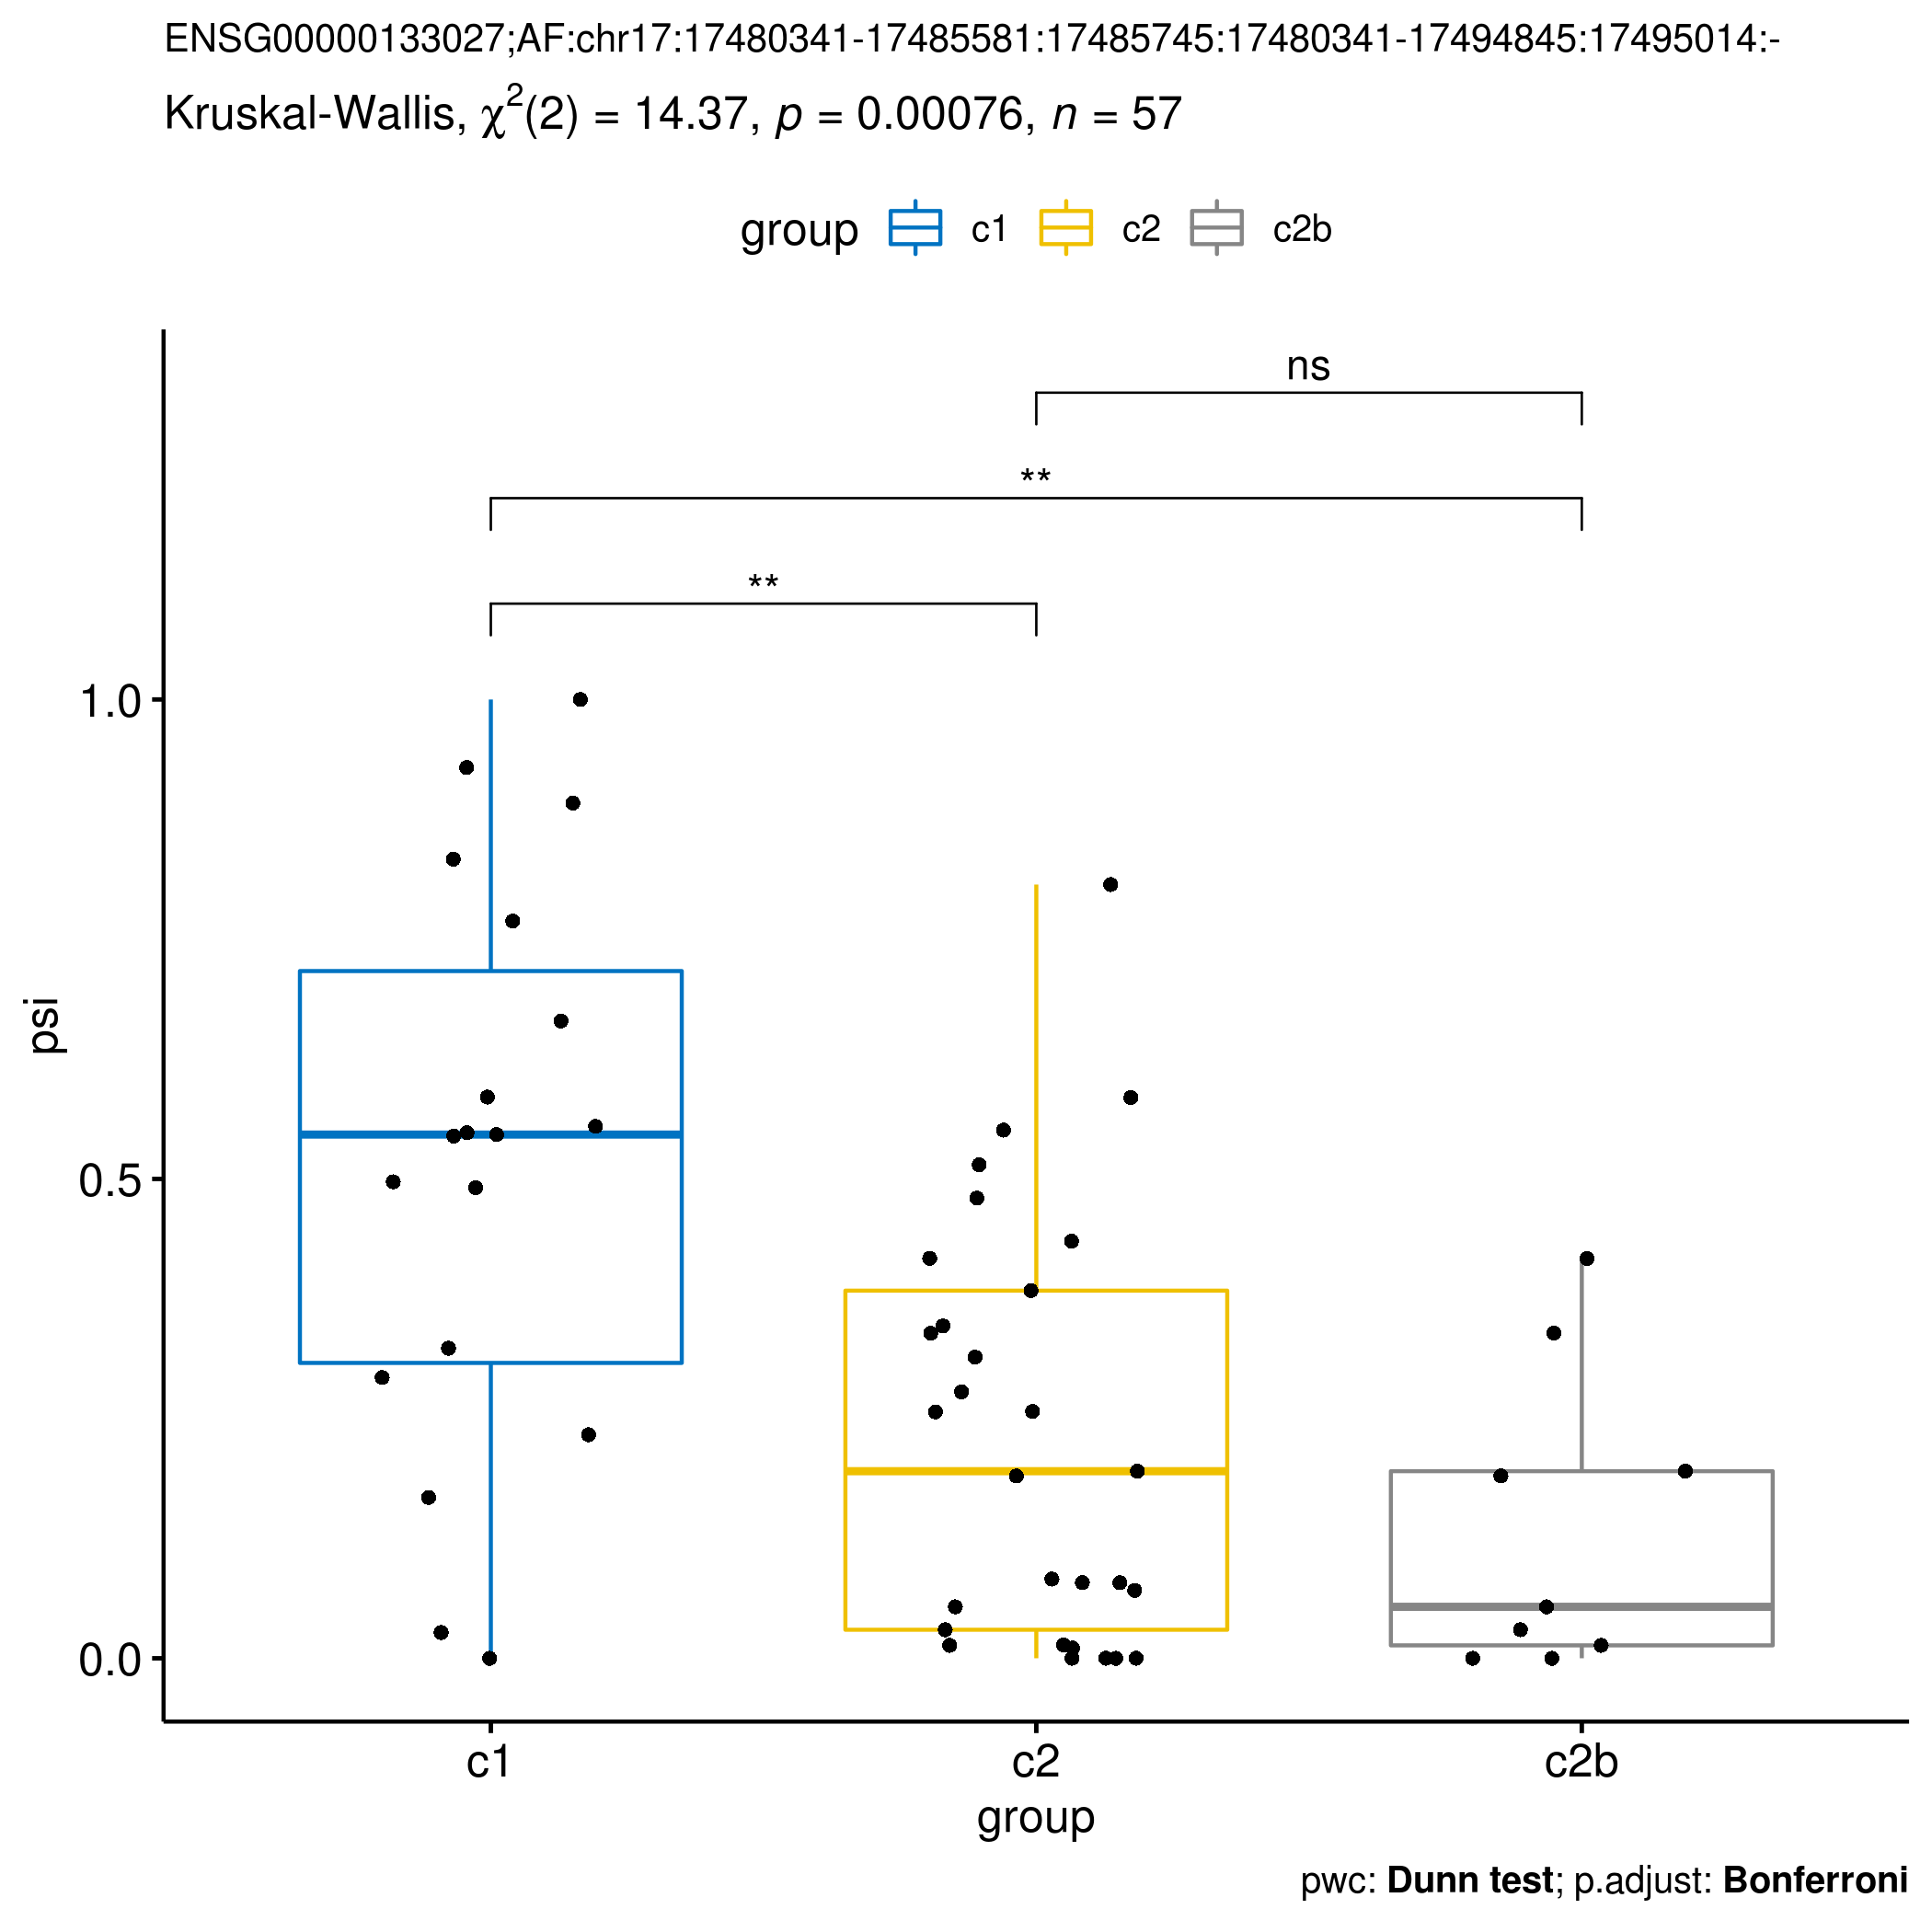 ENSG00000133027;AF:chr17:17480341-17485581:17485745:17480341-17494845:17495014:-
Kruskal-Wallis, χ²(2) = 14.37, p = 0.00076, n = 57
group c1 c2 c2b
ns
**
**
1.0
0.5
0.0
psi
c1 c2 c2b
group
pwc: Dunn test; p.adjust: Bonferroni